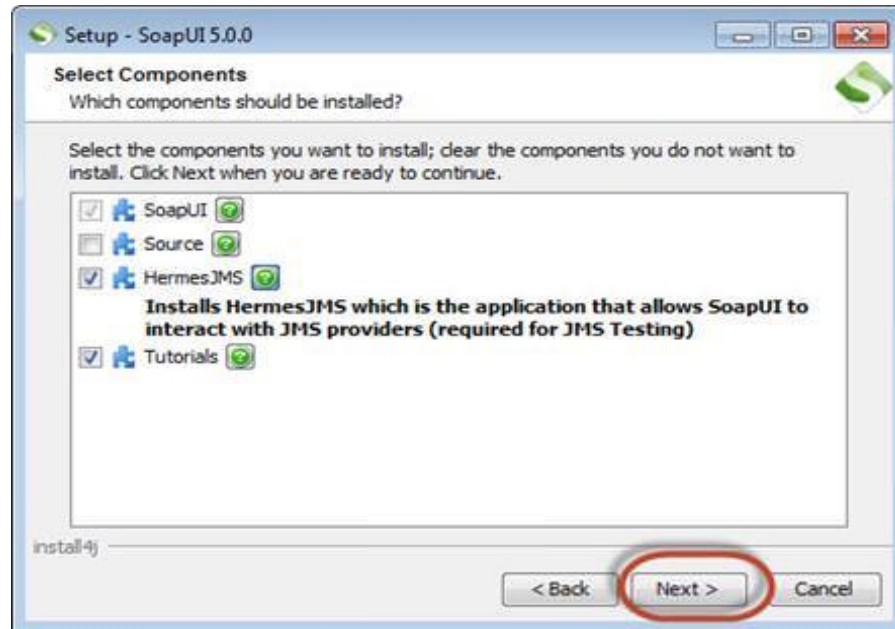 Setup - SoapUI 5.0.0
Select Components
Which components should be installed?
Select the components you want to install; clear the components you do not want to
install. Click Next when you are ready to continue.
SoapUI
Source
HermesJMS
Installs HermesJMS which is the application that allows SoapUI to
interact with JMS providers (required for JMS Testing)
Tutorials
install4j
< Back Next > Cancel